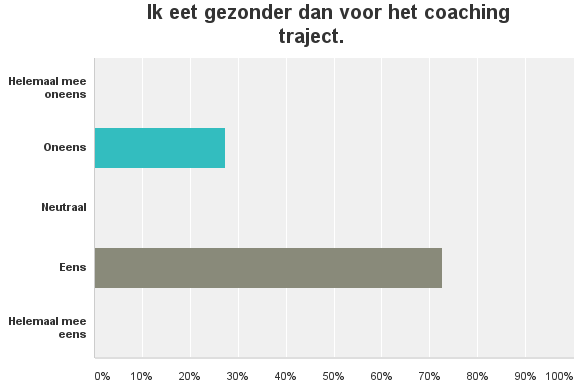 Ik eet gezonder dan voor het coaching
traject.
Helemaal mee
oneens
Oneens
Neutraal
Eens
Helemaal mee
eens
0% 10% 20% 30% 40% 50% 60% 70% 80% 90% 100%